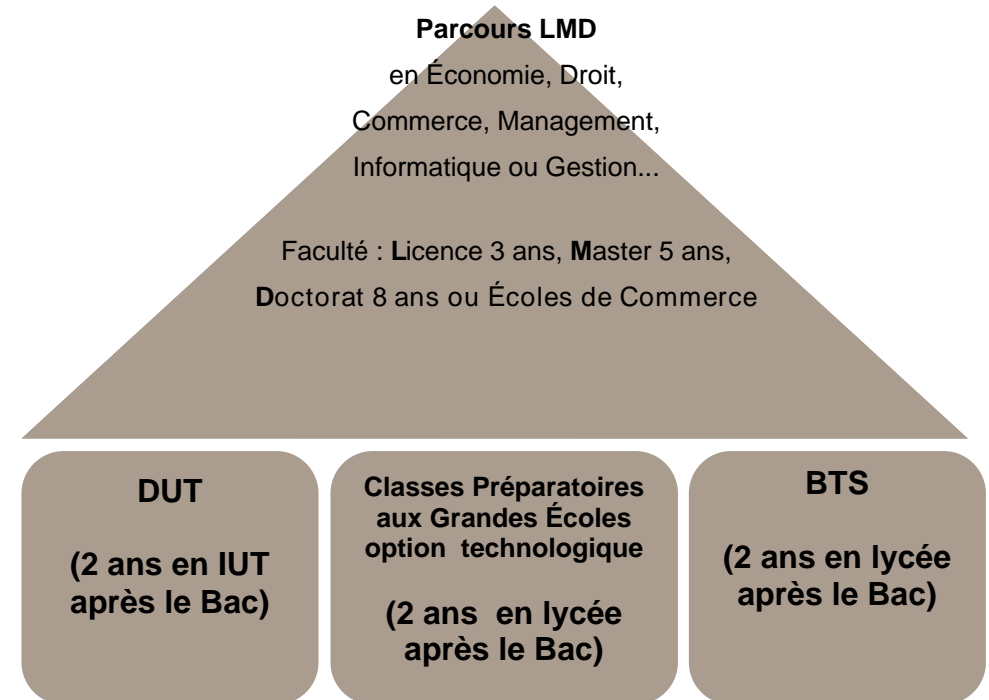 Parcours LMD
en Économie, Droit,
Commerce, Management,
Informatique ou Gestion...
Faculté : Licence 3 ans, Master 5 ans,
Doctorat 8 ans ou Écoles de Commerce
DUT
(2 ans en IUT
après le Bac)
Classes Préparatoires
aux Grandes Écoles
option technologique
(2 ans en lycée
après le Bac)
BTS
(2 ans en lycée
après le Bac)